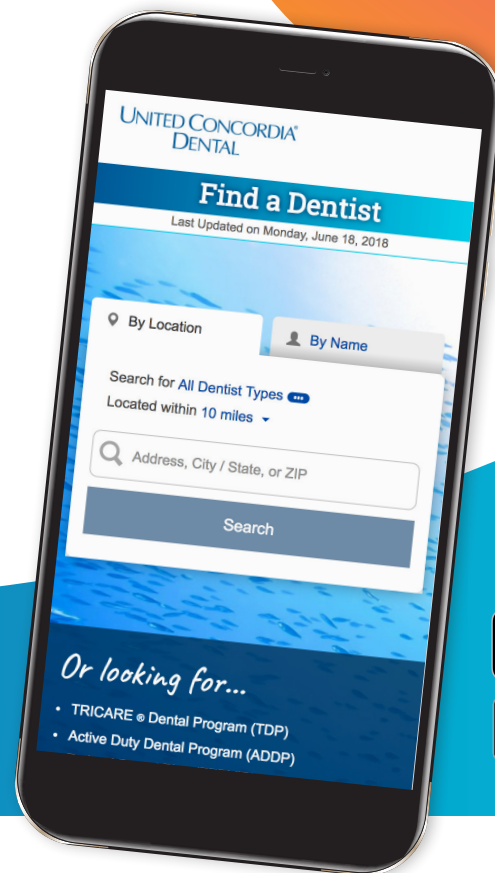 UNITED CONCORDIA®
DENTAL
Find a Dentist
Last Updated on Monday, June 18, 2018
By Location
By Name
Search for All Dentist Types
Located within 10 miles
Address, City / State, or ZIP
Search
Or looking for...
• TRICARE ® Dental Program (TDP)
• Active Duty Dental Program (ADDP)